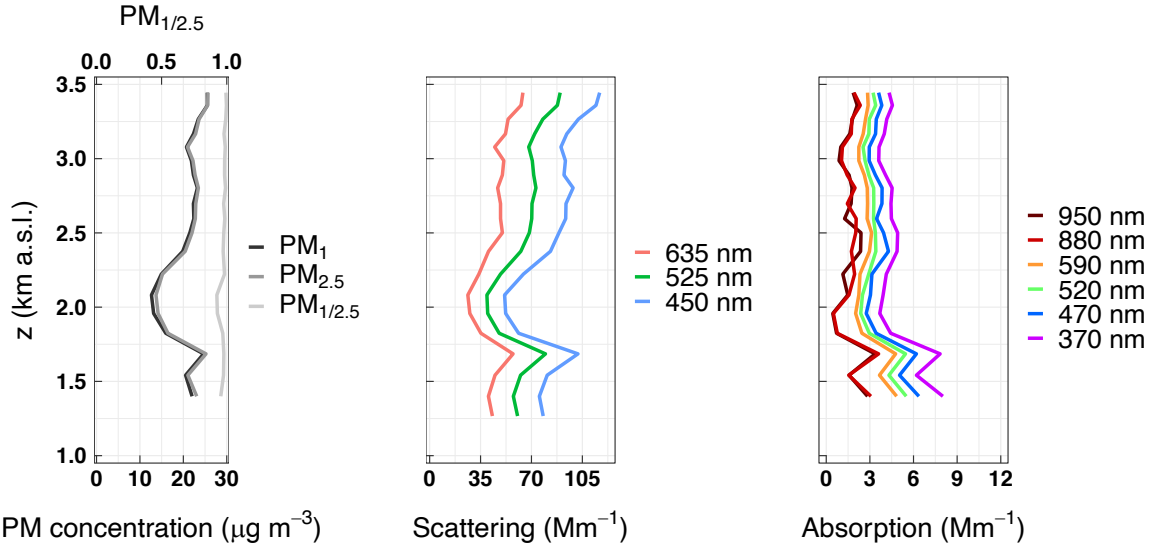 PM1/2.5
0.0 0.5 1.0
3.5
3.0
2.5
2.0
1.5
1.0
z (km a.s.l.)
0 10 20 30
PM concentration (μg m−3)
PM1
PM2.5
PM1/2.5
0 35 70 105
Scattering (Mm−1)
635 nm
525 nm
450 nm
0 3 6 9 12
Absorption (Mm−1)
950 nm
880 nm
590 nm
520 nm
470 nm
370 nm